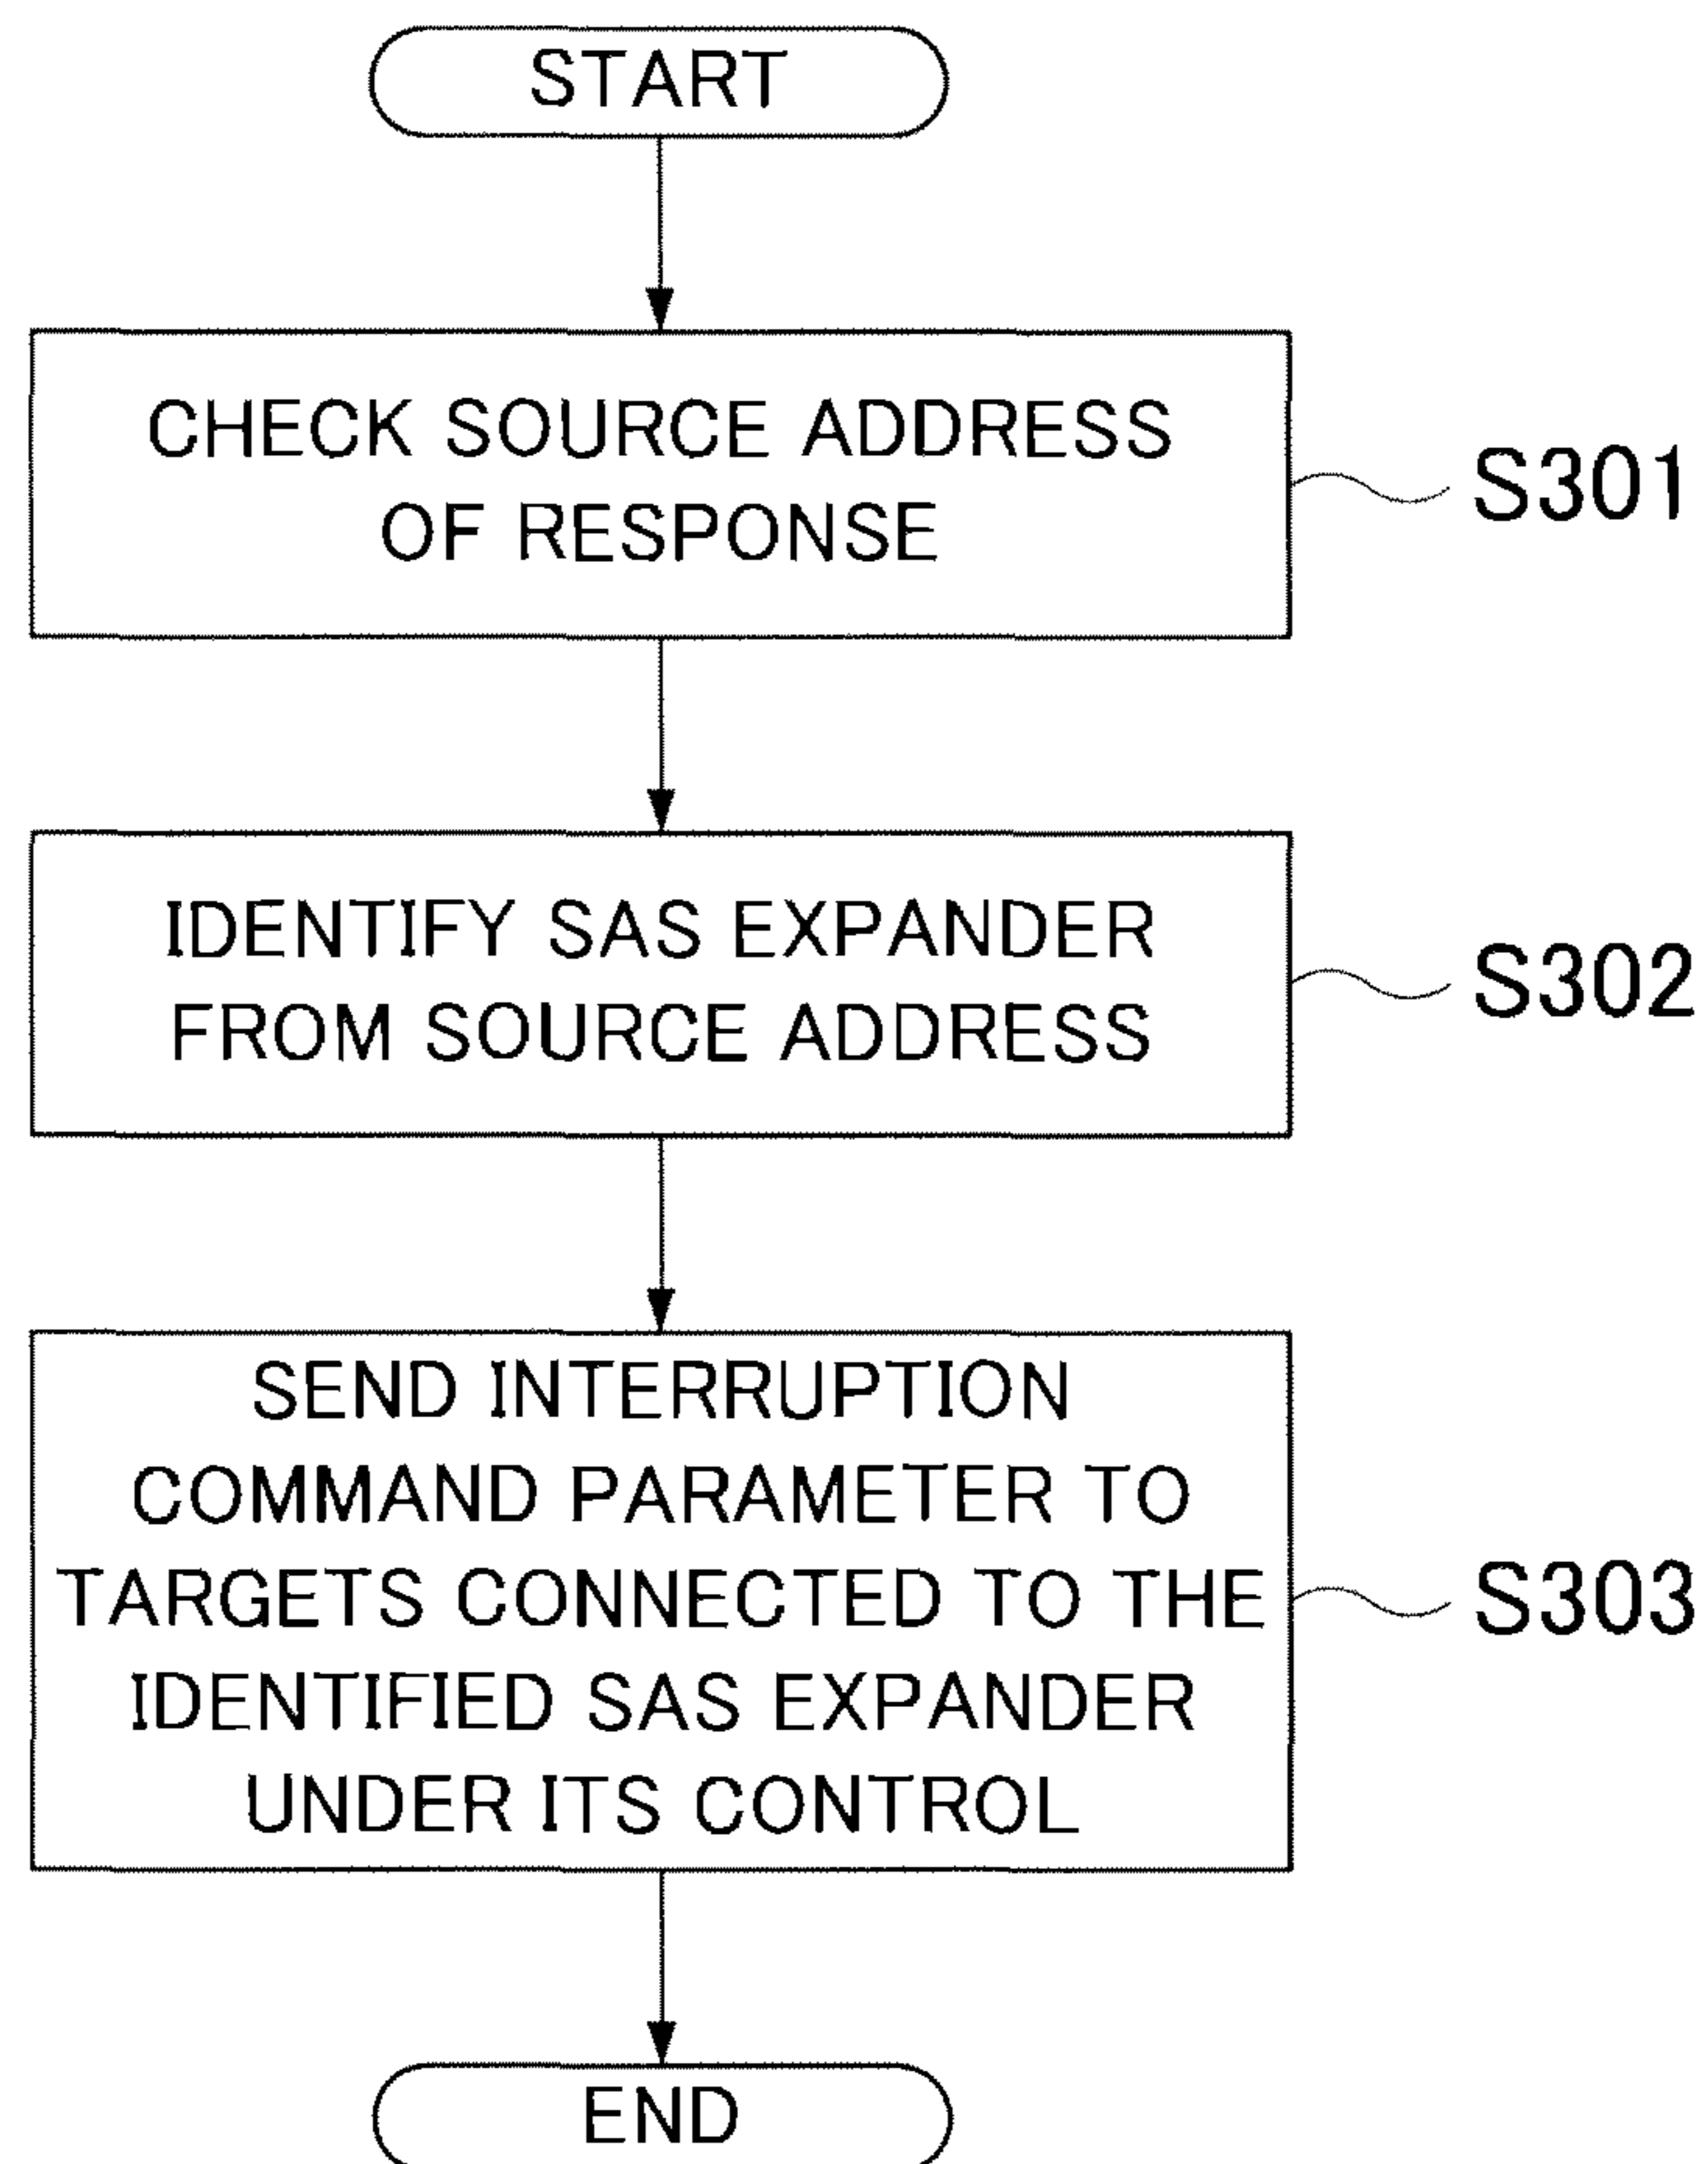 START
CHECK SOURCE ADDRESS
OF RESPONSE
S301
IDENTIFY SAS EXPANDER
FROM SOURCE ADDRESS
S302
SEND INTERRUPTION
COMMAND PARAMETER TO
TARGETS CONNECTED TO THE
IDENTIFIED SAS EXPANDER
UNDER ITS CONTROL
S303
END